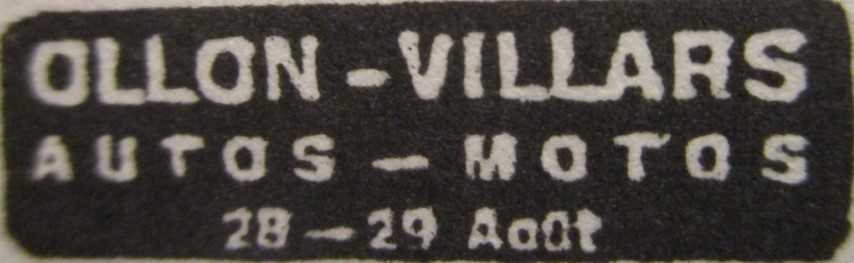 OLLON - VILLARS
AUTOS - MOTOS
28 - 29 Août